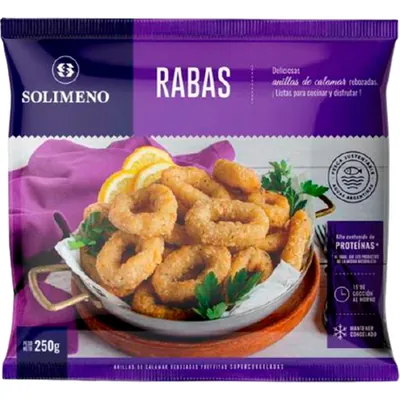 SOLIMENO
RABAS
Deliciosas
anillas de calamar rebozadas.
¡ Listas para cocinar y disfrutar !
PESCA SUSTENTABLE
Alto contenido de
PROTEÍNAS*
COCCIÓN
AL HORNO
MANTENER
CONGELADO
PESO
NETO
250g
ANILLAS DE CALAMAR REBOZADAS PREFRITAS SUPERCONGELADAS